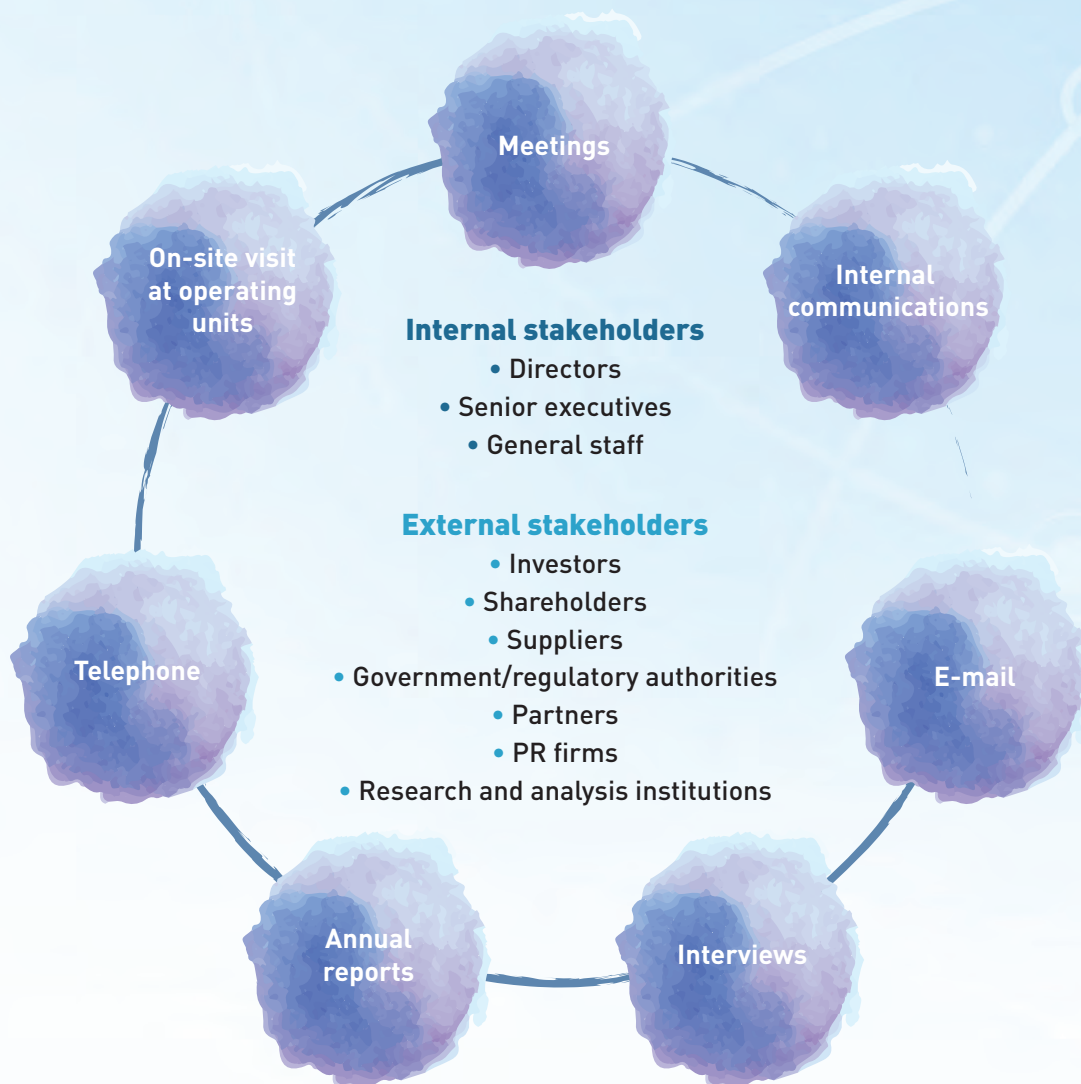 Meetings
On-site visit
at operating
units
Internal
communications
Internal stakeholders
• Directors
• Senior executives
• General staff
External stakeholders
• Investors
• Shareholders
• Suppliers
• Government/regulatory authorities
• Partners
• PR firms
• Research and analysis institutions
Telephone
E-mail
Annual
reports
Interviews